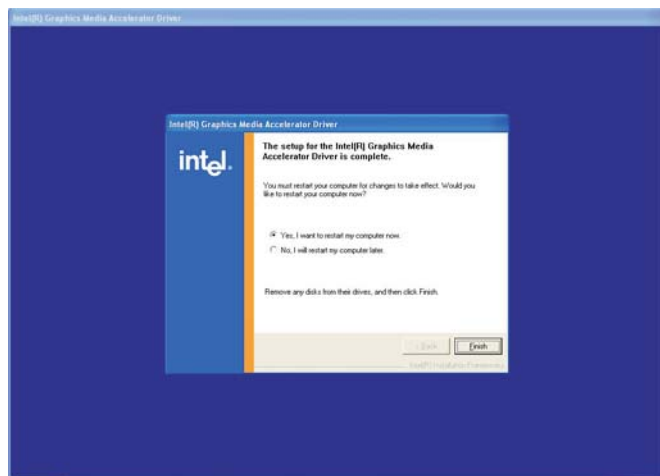 Intel(R) Graphics Media Accelerator Driver
Intel(R) Graphics Media Accelerator Driver
intel.
The setup for the Intel(R) Graphics Media
Accelerator Driver is complete.
You must restart your computer for changes to take effect. Would you
like to restart your computer now?
Yes, I want to restart my computer now.
No, I will restart my computer later.
Remove any disks from their drives, and then click Finish.
< Back
Finish
Intel(R) Installation Framework